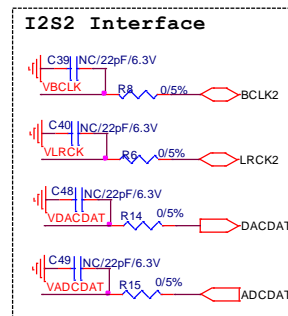 I2S2 Interface
C39
NC/22pF/6.3V
VBCLK
R8
0/5%
BCLK2
C40
NC/22pF/6.3V
VLRCK
R6
0/5%
LRCK2
C48
NC/22pF/6.3V
VDACDAT
R14
0/5%
DACDAT
C49
NC/22pF/6.3V
VADCDAT
R15
0/5%
ADCDAT